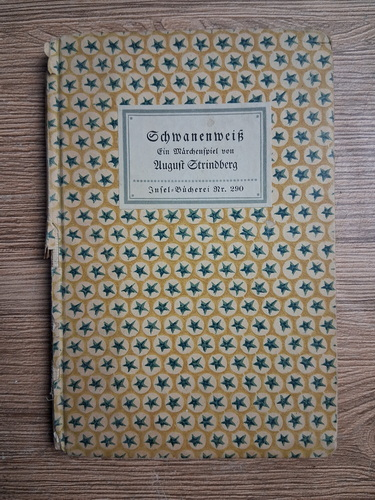 Schwanenweiß
Ein Märchenspiel von
August Strindberg
Insel-Bücherei Nr. 290